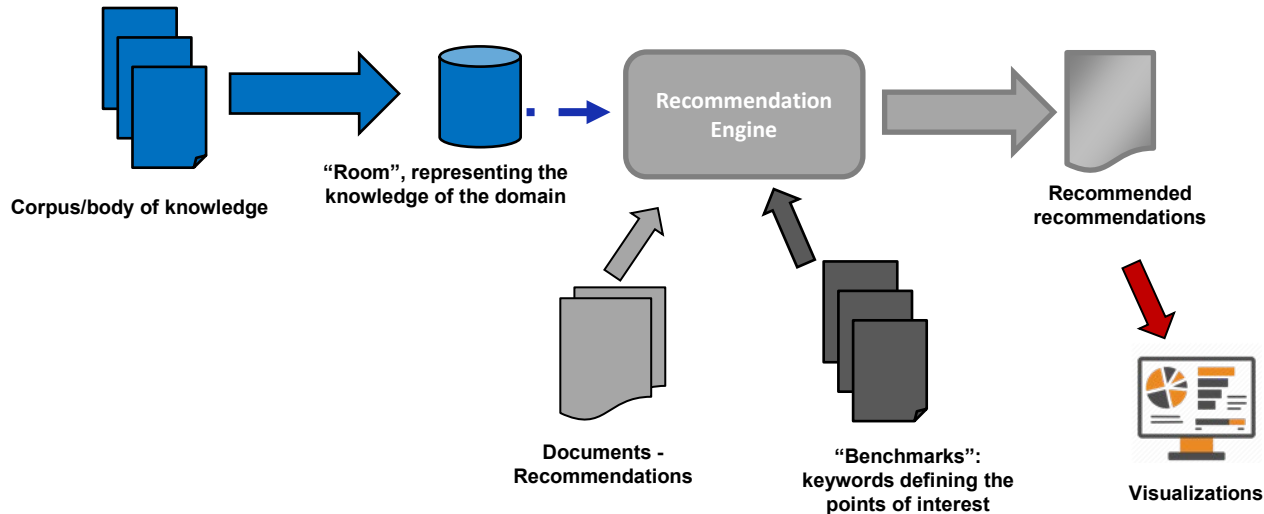 Recommendation
Engine
“Room”, representing the
knowledge of the domain
Corpus/body of knowledge
Recommended
recommendations
Documents -
Recommendations
“Benchmarks”:
keywords defining the
points of interest
Visualizations